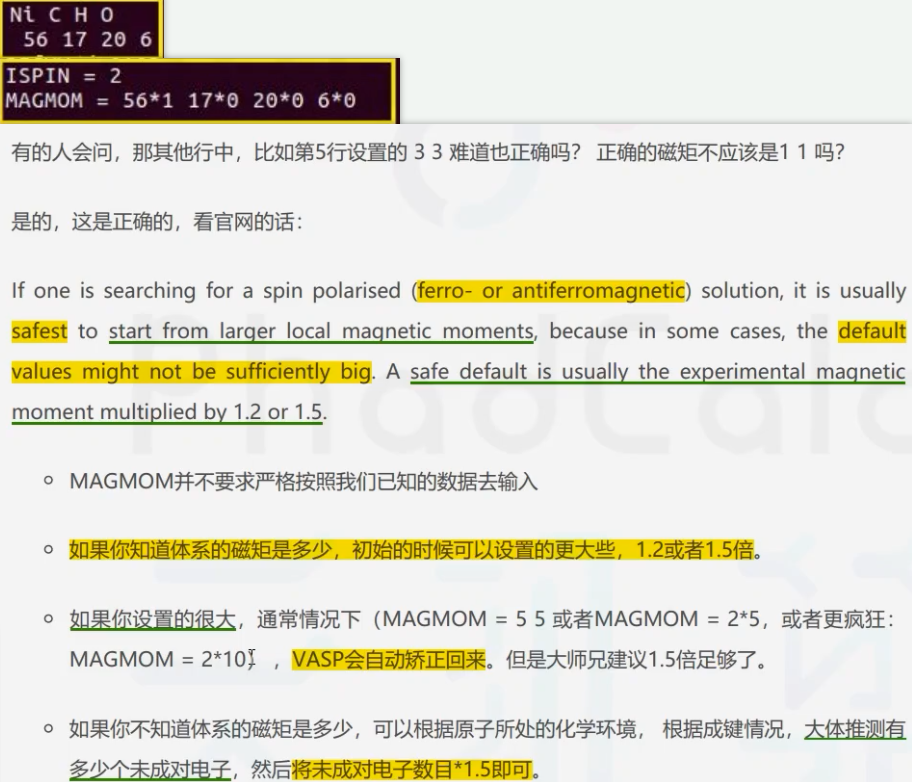 Ni C H O
56 17 20 6
ISPIN = 2
MAGMOM = 56*1 17*0 20*0 6*0
有的人会问，那其他行中，比如第5行设置的 3 3 难道也正确吗？ 正确的磁矩不应该是1 1 吗？
是的，这是正确的，看官网的话：
If one is searching for a spin polarised (ferro- or antiferromagnetic) solution, it is usually
safest to start from larger local magnetic moments, because in some cases, the default
values might not be sufficiently big. A safe default is usually the experimental magnetic
moment multiplied by 1.2 or 1.5.
MAGMOM并不要求严格按照我们已知的数据去输入
如果你知道体系的磁矩是多少，初始的时候可以设置的更大些，1.2或者1.5倍。
如果你设置的很大，通常情况下（MAGMOM = 5 5 或者MAGMOM = 2*5，或者更疯狂：
MAGMOM = 2*10），VASP会自动矫正回来。但是大师兄建议1.5倍足够了。
如果你不知道体系的磁矩是多少，可以根据原子所处的化学环境， 根据成键情况，大体推测有
多少个未成对电子，然后将未成对电子数目*1.5即可。